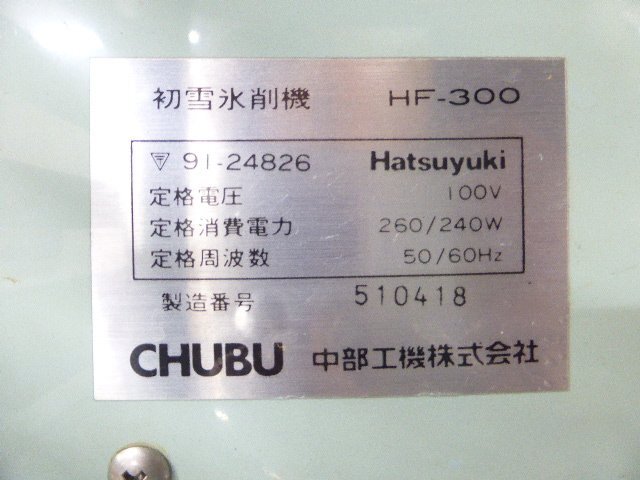 初雪氷削機 HF-300
91-24826 Hatsuyuki
定格電圧 100V
定格消費電力 260/240W
定格周波数 50/60Hz
製造番号 510418
CHUBU 中部工機株式会社